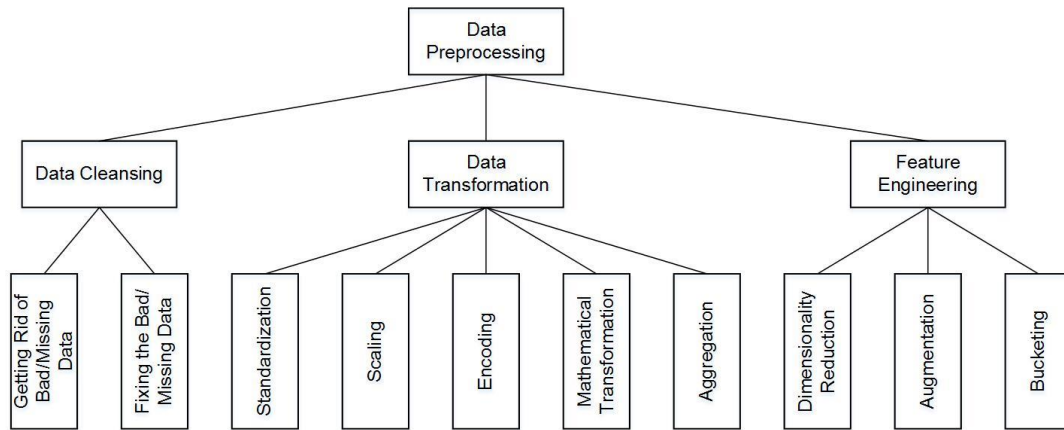 Data
Preprocessing
Data Cleansing
Data
Transformation
Feature
Engineering
Getting Rid of
Bad/Missing
Data
Fixing the Bad/
Missing Data
Standardization
Scaling
Encoding
Mathematical
Transformation
Aggregation
Dimensionality
Reduction
Augmentation
Bucketing